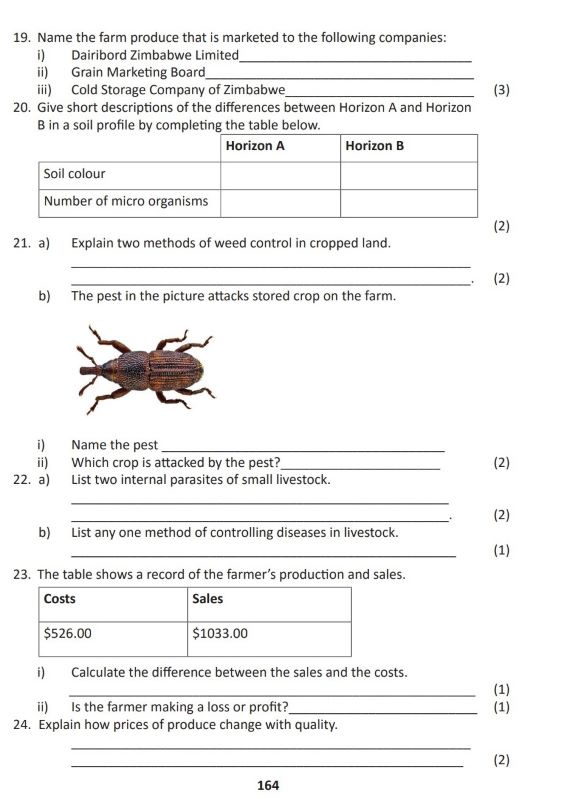 19. Name the farm produce that is marketed to the following companies:
i) Dairibord Zimbabwe Limited
ii) Grain Marketing Board
iii) Cold Storage Company of Zimbabwe (3)
20. Give short descriptions of the differences between Horizon A and Horizon
B in a soil profile by completing the table below.
Horizon A Horizon B
Soil colour
Number of micro organisms
(2)
21. a) Explain two methods of weed control in cropped land.
. (2)
b) The pest in the picture attacks stored crop on the farm.
i) Name the pest
ii) Which crop is attacked by the pest? (2)
22. a) List two internal parasites of small livestock.
. (2)
b) List any one method of controlling diseases in livestock.
(1)
23. The table shows a record of the farmer’s production and sales.
Costs Sales
$526.00 $1033.00
i) Calculate the difference between the sales and the costs.
(1)
ii) Is the farmer making a loss or profit? (1)
24. Explain how prices of produce change with quality.
(2)
164